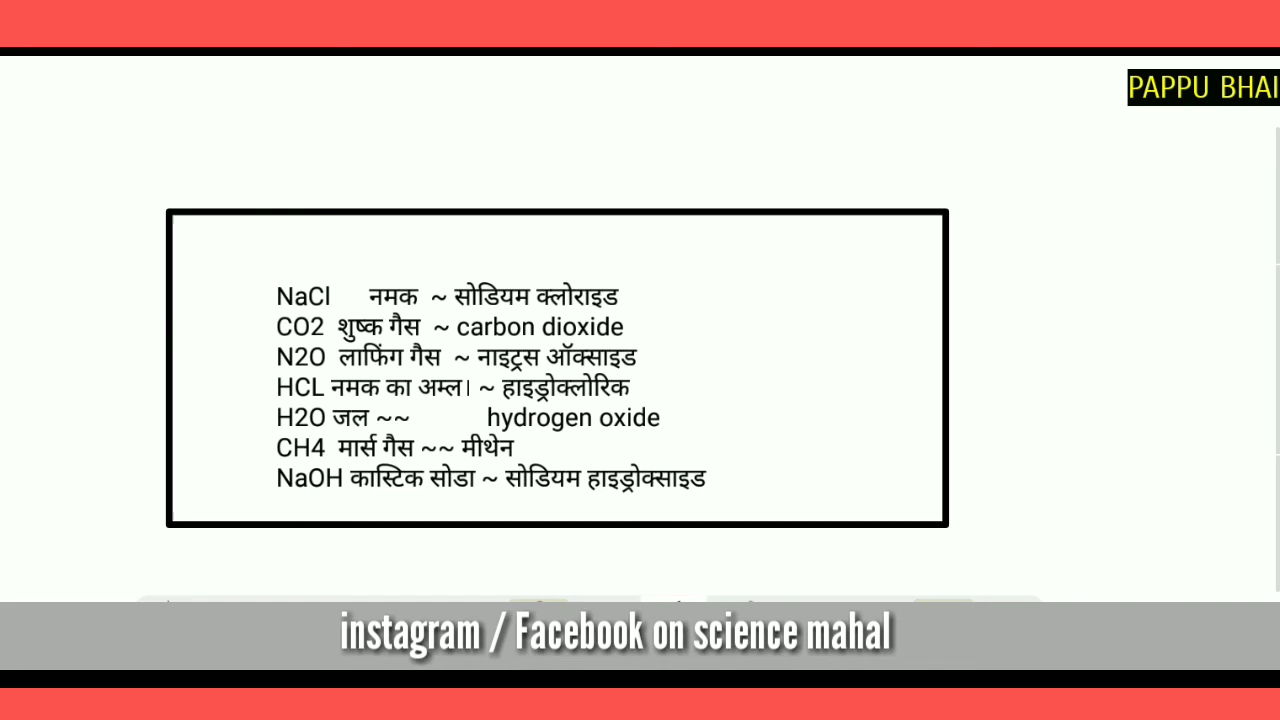 PAPPU BHAI
NaCl नमक ~ सोडियम क्लोराइड
CO2 शुष्क गैस ~ carbon dioxide
N2O लाफिंग गैस ~ नाइट्रस ऑक्साइड
HCL नमक का अम्ल। ~ हाइड्रोक्लोरिक
H2O जल ~~ hydrogen oxide
CH4 मार्स गैस ~~ मीथेन
NaOH कास्टिक सोडा ~ सोडियम हाइड्रोक्साइड
instagram / Facebook on science mahal